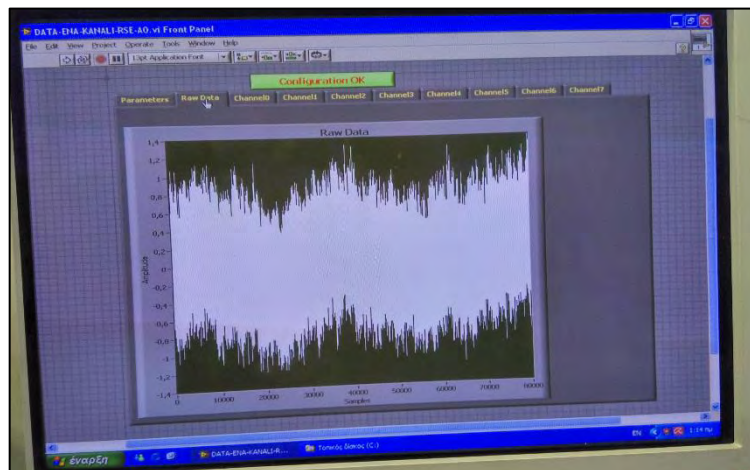 DATA-ENA-KANALI-RSE-A0.vi Front Panel
File Edit View Project Operate Tools Window Help
13pt Application Font
Configuration OK
Parameters Raw Data Channel0 Channel1 Channel2 Channel3 Channel4 Channel5 Channel6 Channel7
Raw Data
1,4
1,2
1
0,8
0,6
0,4
0,2
0
-0,2
-0,4
-0,6
-0,8
-1
-1,2
-1,4
Amplitude
0 10000 20000 30000 40000 50000 60000 70000 80000
Samples
έναρξη DATA-ENA-KANALI-R... Τοπικός δίσκος (C:) EN 1:14 πμ